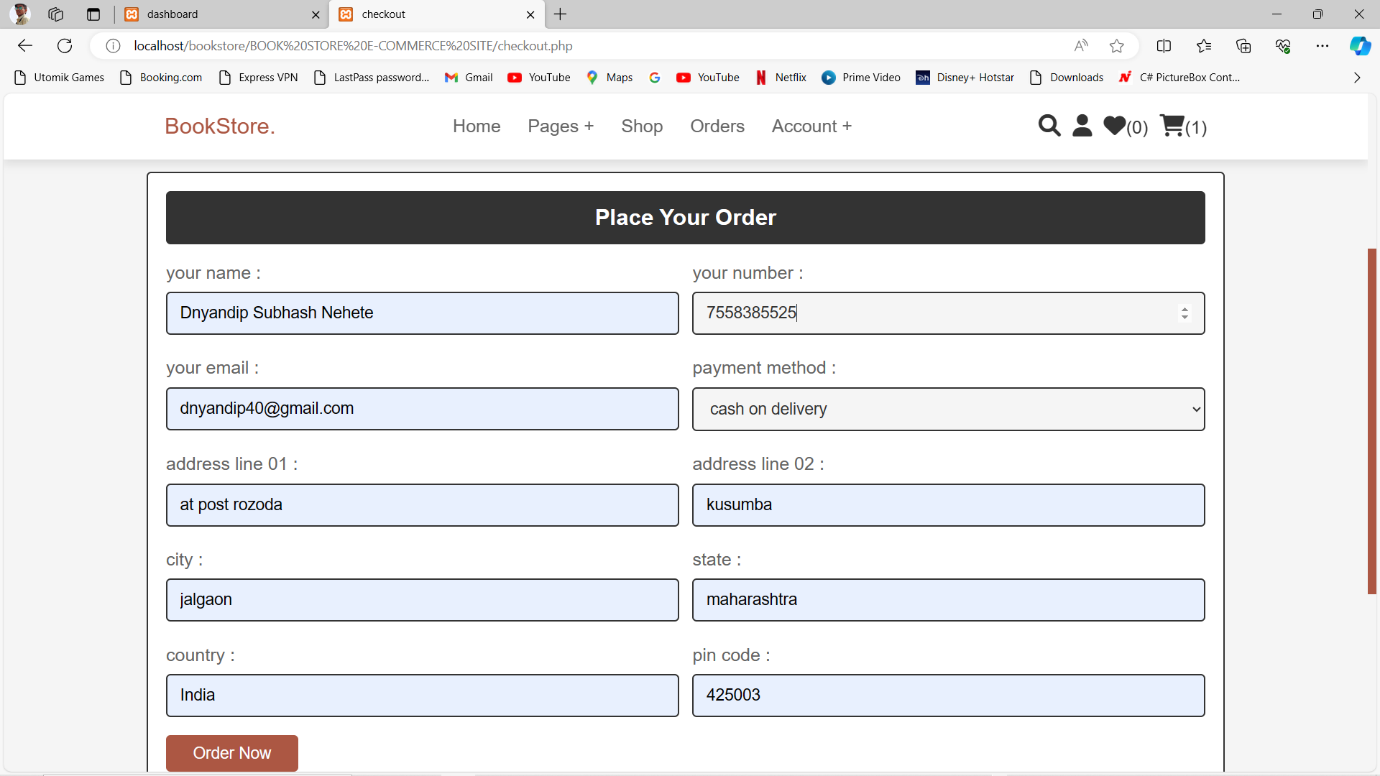 dashboard
checkout
localhost/bookstore/BOOK%20STORE%20E-COMMERCE%20SITE/checkout.php
Utomik Games Booking.com Express VPN LastPass password... Gmail YouTube Maps YouTube Netflix Prime Video Disney+ Hotstar Downloads C# PictureBox Cont...
BookStore. Home Pages + Shop Orders Account + (0) (1)
Place Your Order
your name : your number :
Dnyandip Subhash Nehete 7558385525
your email : payment method :
dnyandip40@gmail.com cash on delivery
address line 01 : address line 02 :
at post rozoda kusumba
city : state :
jalgaon maharashtra
country : pin code :
India 425003
Order Now